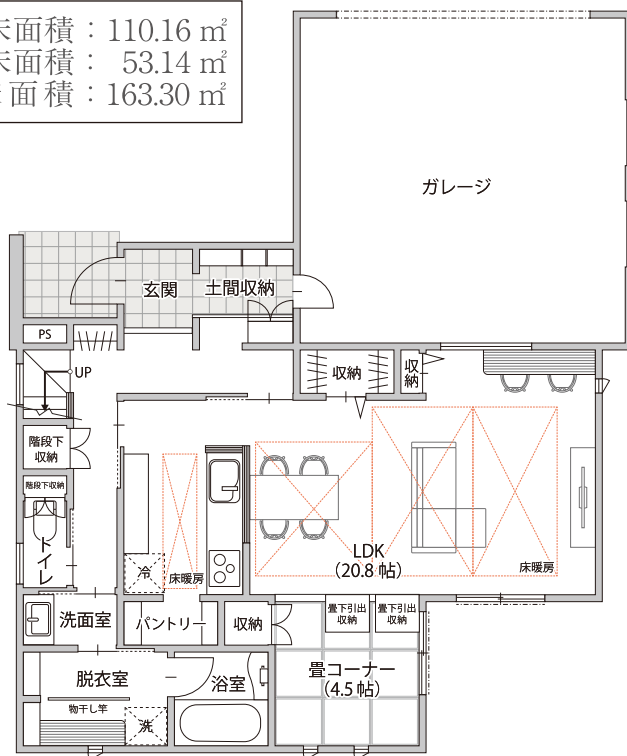 床面積：110.16 ㎡
床面積： 53.14 ㎡
面積：163.30 ㎡
ガレージ
玄関
土間収納
PS
UP
収納
収納
階段下
収納
階段下収納
トイレ
冷
床暖房
LDK
（20.8 帖）
床暖房
洗面室
パントリー
収納
畳下引出
収納
畳下引出
収納
脱衣室
浴室
畳コーナー
（4.5 帖）
物干し竿
洗